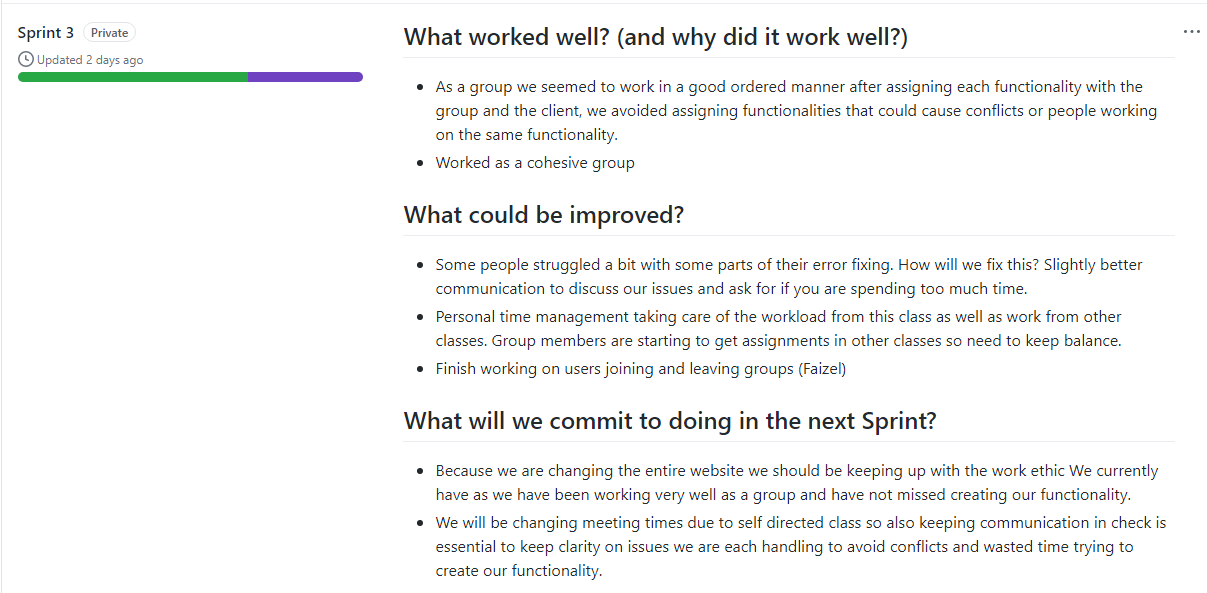 Sprint 3 Private
Updated 2 days ago
What worked well? (and why did it work well?)
As a group we seemed to work in a good ordered manner after assigning each functionality with the
group and the client, we avoided assigning functionalities that could cause conflicts or people working
on the same functionality.
Worked as a cohesive group
What could be improved?
Some people struggled a bit with some parts of their error fixing. How will we fix this? Slightly better
communication to discuss our issues and ask for if you are spending too much time.
Personal time management taking care of the workload from this class as well as work from other
classes. Group members are starting to get assignments in other classes so need to keep balance.
Finish working on users joining and leaving groups (Faizel)
What will we commit to doing in the next Sprint?
Because we are changing the entire website we should be keeping up with the work ethic We currently
have as we have been working very well as a group and have not missed creating our functionality.
We will be changing meeting times due to self directed class so also keeping communication in check is
essential to keep clarity on issues we are each handling to avoid conflicts and wasted time trying to
create our functionality.